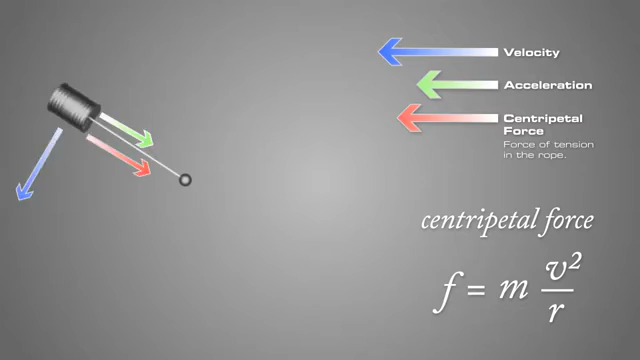 Velocity
Acceleration
Centripetal
Force
Force of tension
in the rope.
centripetal force
f = m v²/r